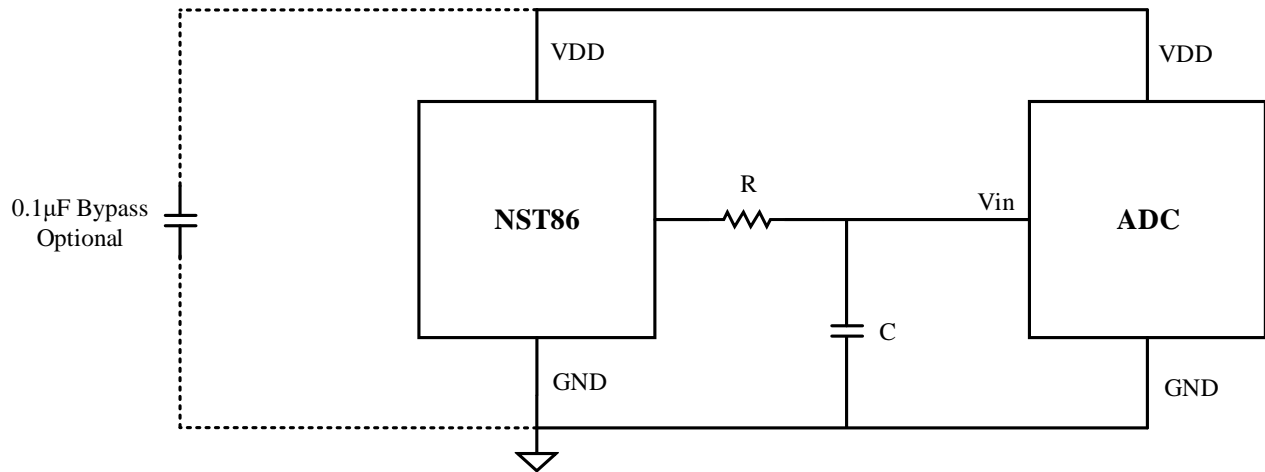 VDD
VDD
R
0.1μF Bypass
Optional
NST86
Vin
ADC
C
GND
GND